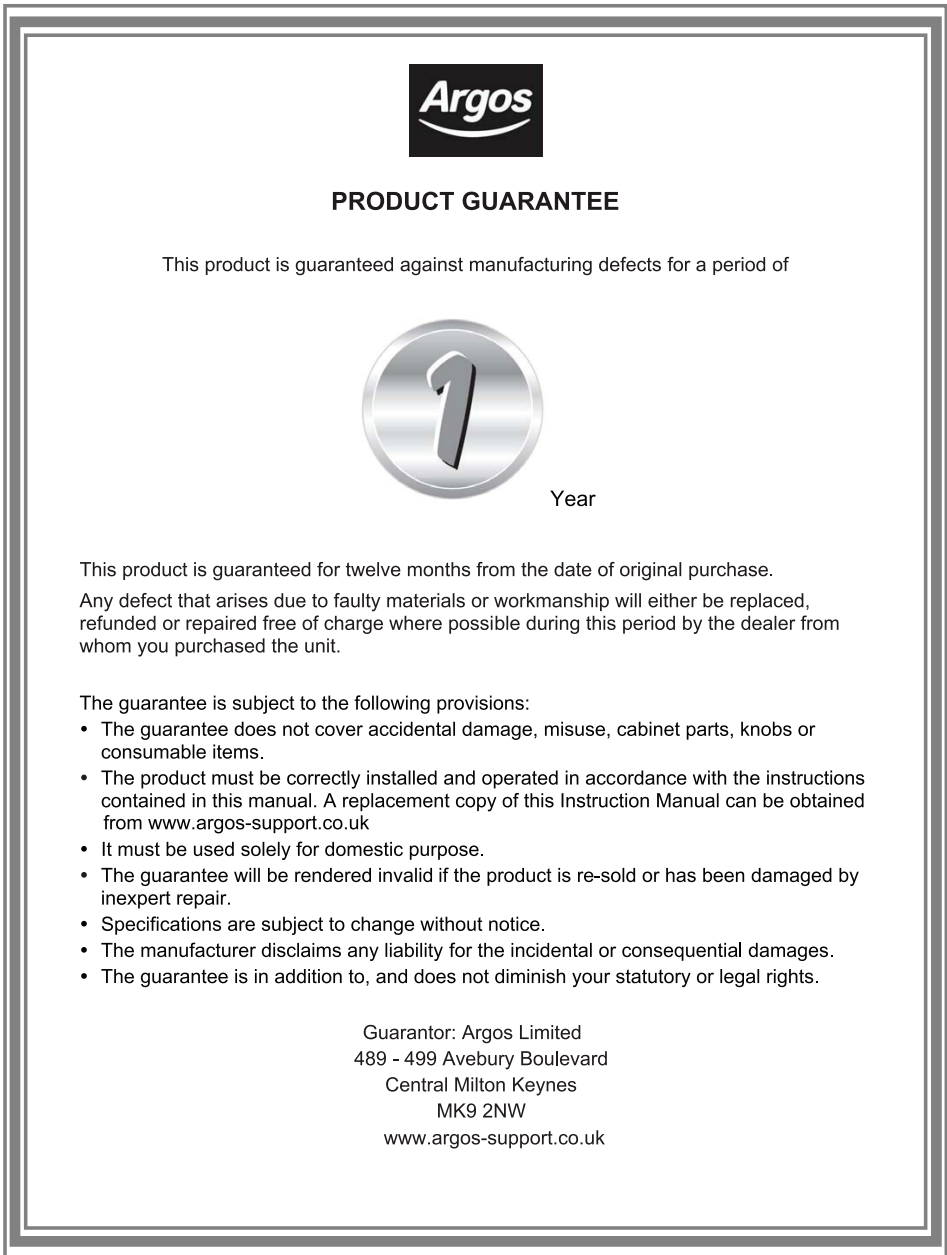 Argos
PRODUCT GUARANTEE
This product is guaranteed against manufacturing defects for a period of
1
Year
This product is guaranteed for twelve months from the date of original purchase.
Any defect that arises due to faulty materials or workmanship will either be replaced,
refunded or repaired free of charge where possible during this period by the dealer from
whom you purchased the unit.
The guarantee is subject to the following provisions:
• The guarantee does not cover accidental damage, misuse, cabinet parts, knobs or
consumable items.
• The product must be correctly installed and operated in accordance with the instructions
contained in this manual. A replacement copy of this Instruction Manual can be obtained
from www.argos-support.co.uk
• It must be used solely for domestic purpose.
• The guarantee will be rendered invalid if the product is re-sold or has been damaged by
inexpert repair.
• Specifications are subject to change without notice.
• The manufacturer disclaims any liability for the incidental or consequential damages.
• The guarantee is in addition to, and does not diminish your statutory or legal rights.
Guarantor: Argos Limited
489 - 499 Avebury Boulevard
Central Milton Keynes
MK9 2NW
www.argos-support.co.uk